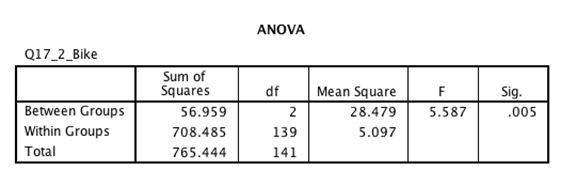 ANOVA
Q17_2_Bike
Sum of Squares df Mean Square F Sig.
Between Groups 56.959 2 28.479 5.587 .005
Within Groups 708.485 139 5.097
Total 765.444 141